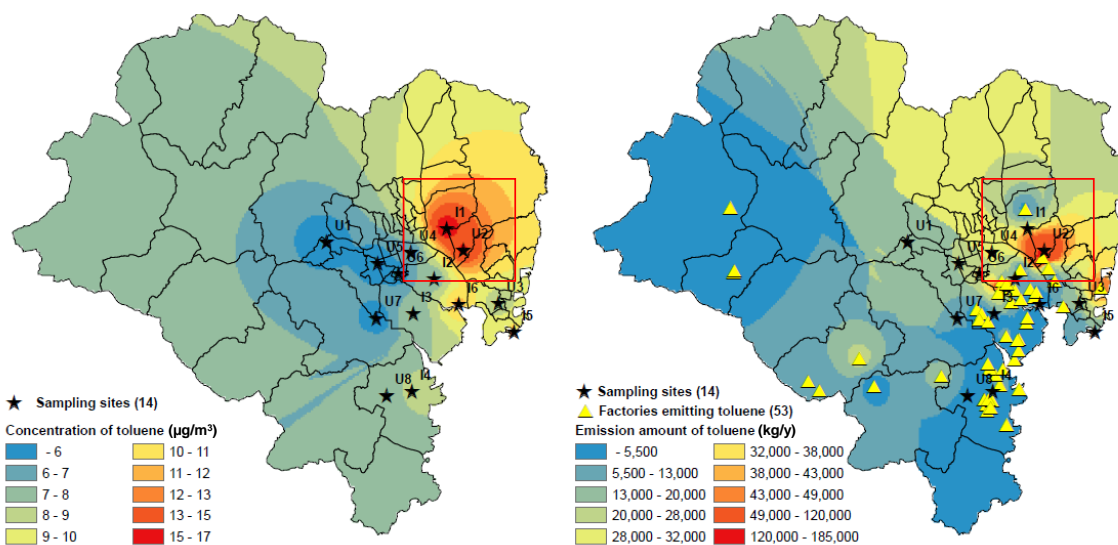 I1
U1
U4
U2
U5
U6
I2
I6
U3
U7
I3
I5
I4
U8
Sampling sites (14)
Concentration of toluene (μg/m³)
- 6
6 - 7
7 - 8
8 - 9
9 - 10
10 - 11
11 - 12
12 - 13
13 - 15
15 - 17
I1
U1
U4
U2
I2
I6
U3
U7
I3
I5
I4
U8
Sampling sites (14)
Factories emitting toluene (53)
Emission amount of toluene (kg/y)
- 5,500
5,500 - 13,000
13,000 - 20,000
20,000 - 28,000
28,000 - 32,000
32,000 - 38,000
38,000 - 43,000
43,000 - 49,000
49,000 - 120,000
120,000 - 185,000